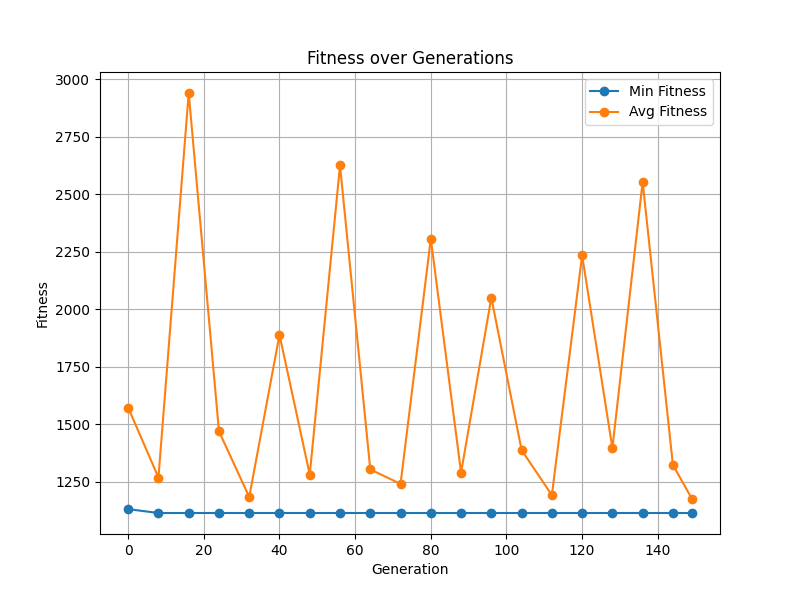 Fitness over Generations
Min Fitness
Avg Fitness
3000
2750
2500
2250
2000
1750
1500
1250
Fitness
0 20 40 60 80 100 120 140
Generation